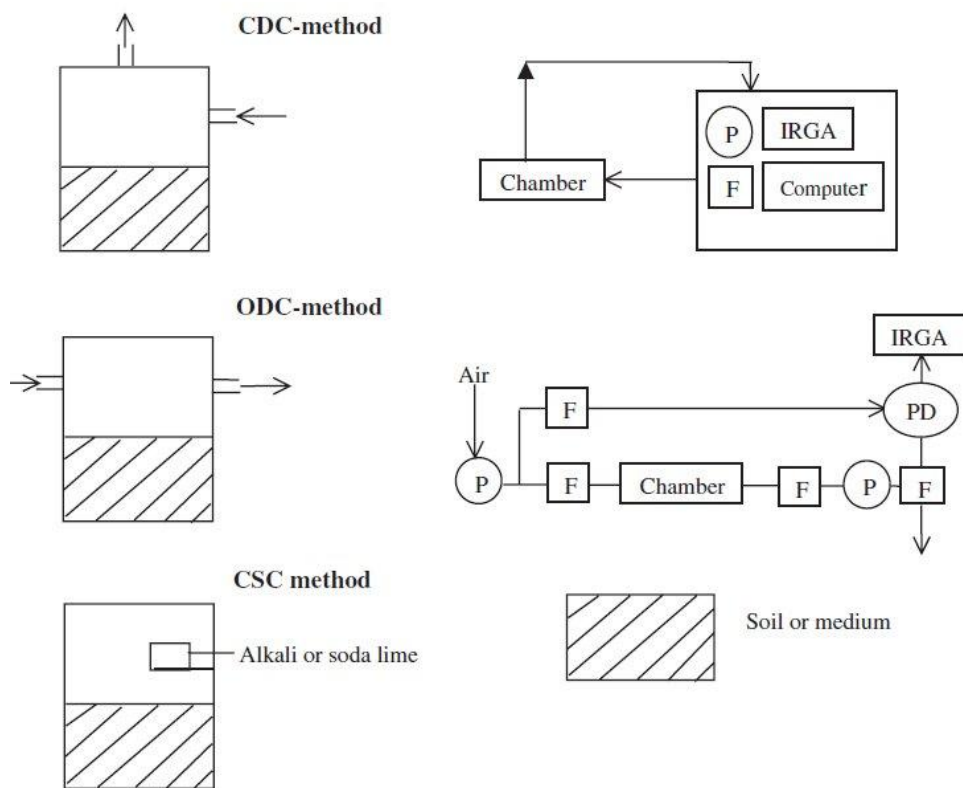 CDC-method
P
IRGA
Chamber
F
Computer
ODC-method
IRGA
Air
F
PD
P
F
Chamber
F
P
F
CSC method
Alkali or soda lime
Soil or medium